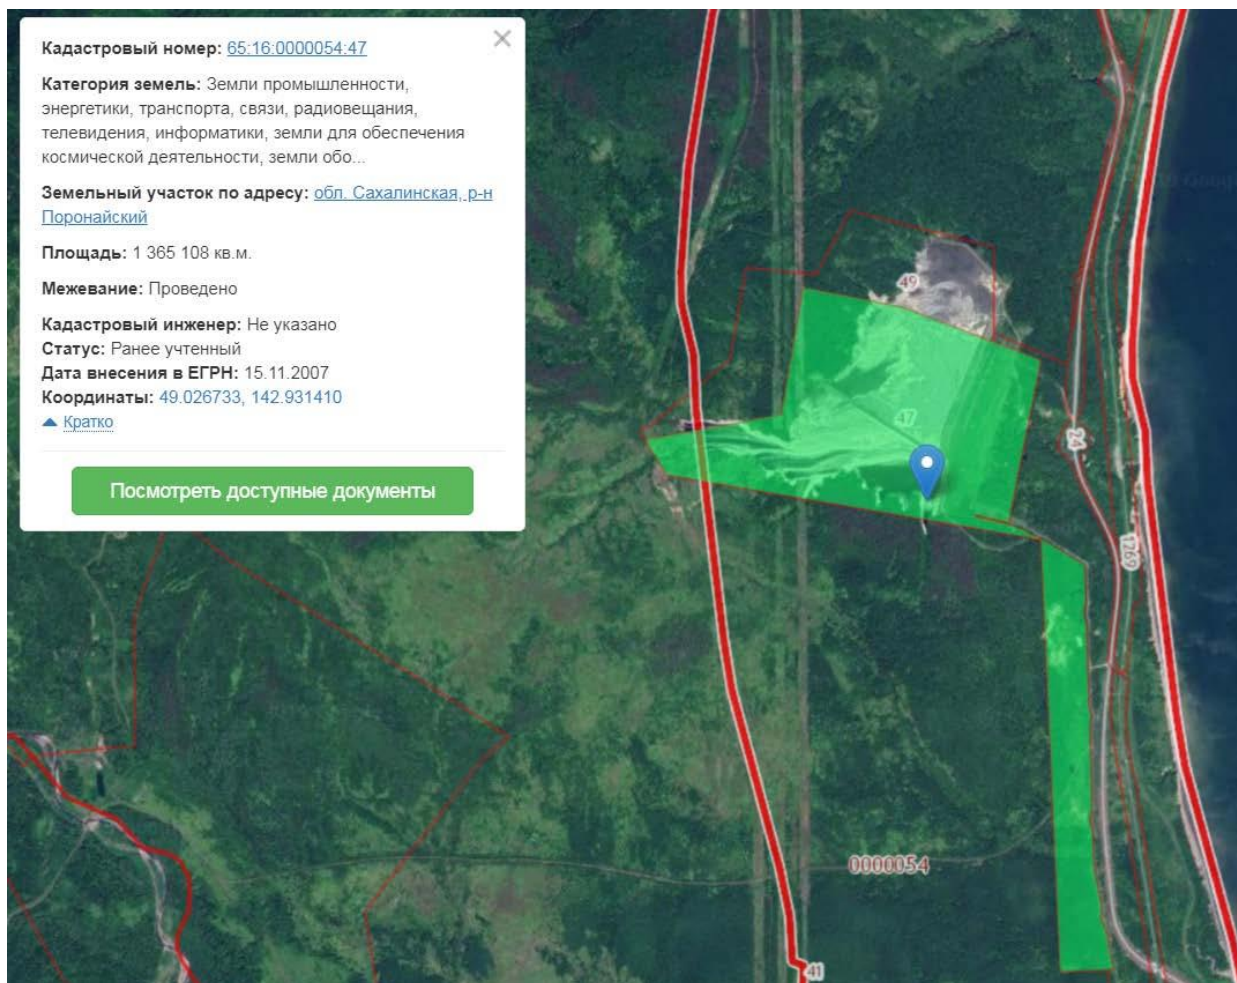 Кадастровый номер: 65:16:0000054:47
Категория земель: Земли промышленности,
энергетики, транспорта, связи, радиовещания,
телевидения, информатики, земли для обеспечения
космической деятельности, земли обо...
Земельный участок по адресу: обл. Сахалинская, р-н
Поронайский
Площадь: 1 365 108 кв.м.
Межевание: Проведено
Кадастровый инженер: Не указано
Статус: Ранее учтенный
Дата внесения в ЕГРН: 15.11.2007
Координаты: 49.026733, 142.931410
Кратко
Посмотреть доступные документы
49
47
24
1769
0000054
41